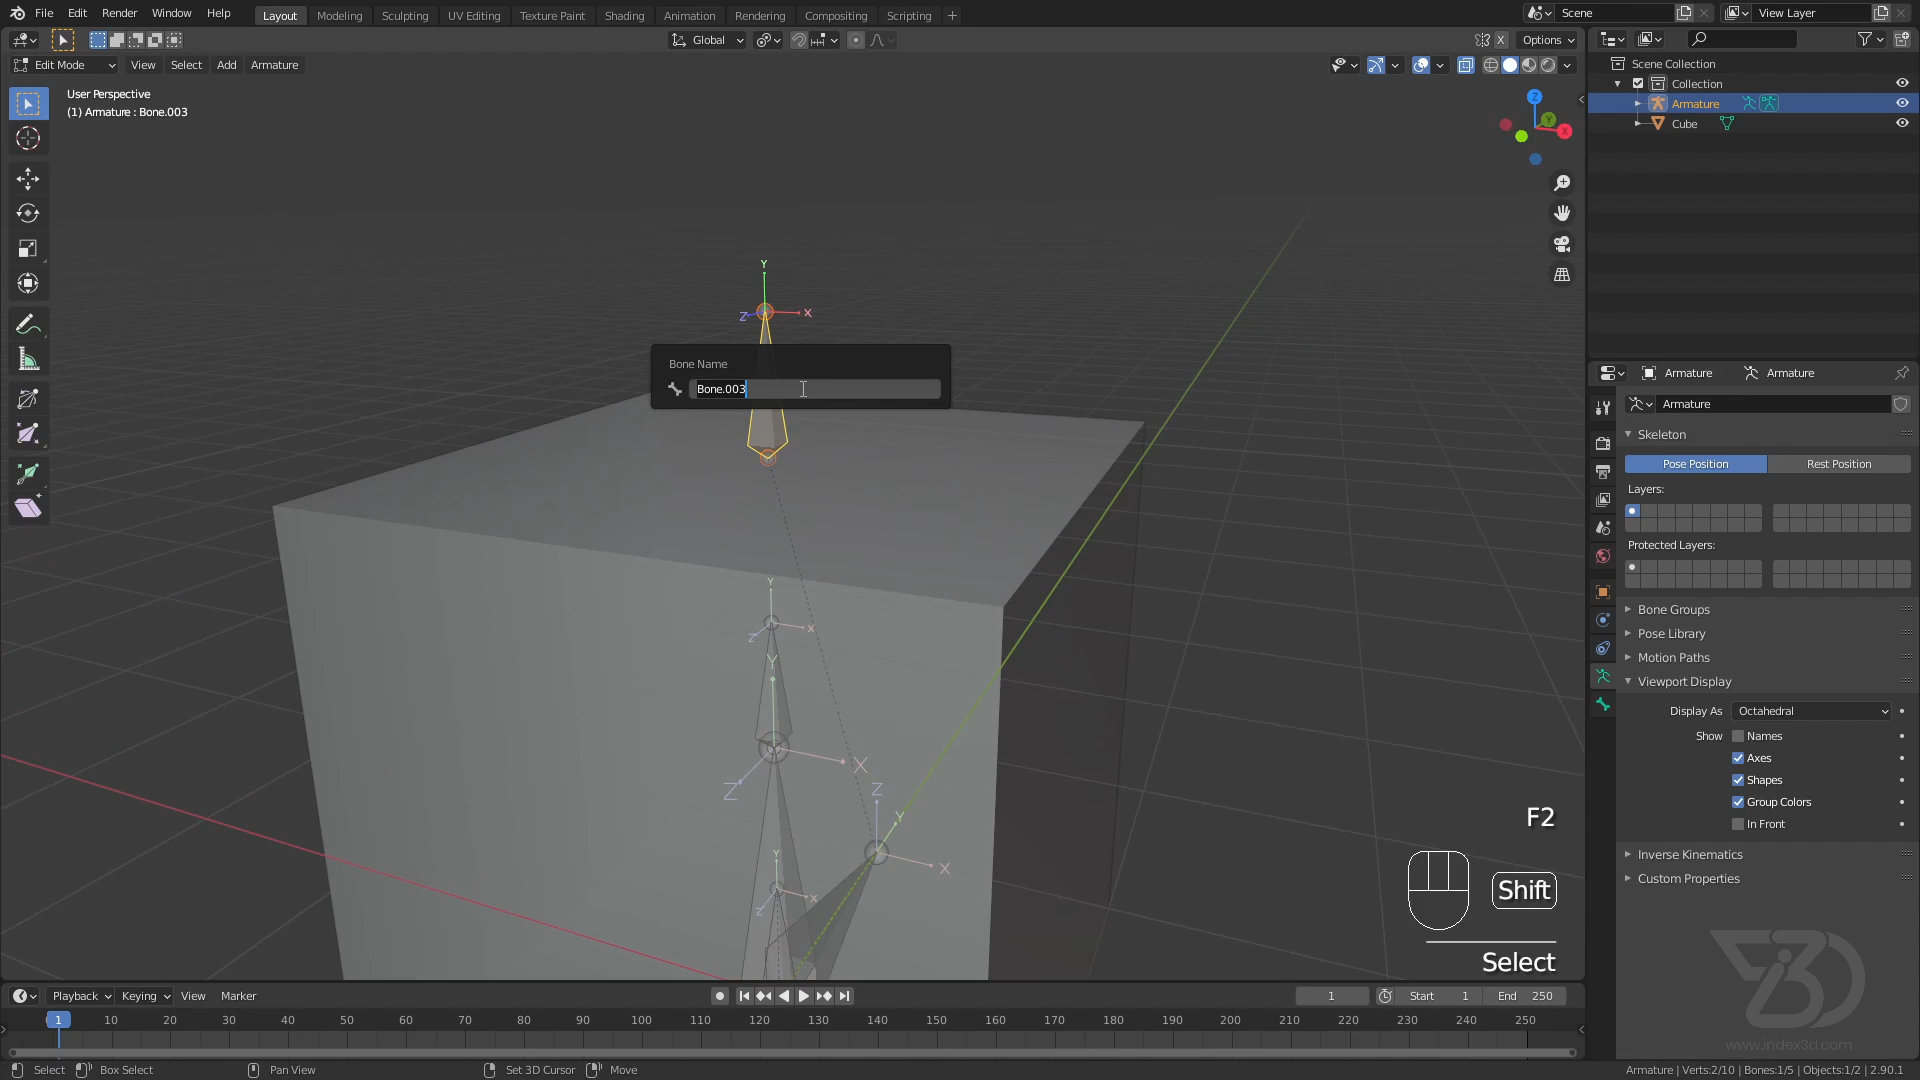 File Edit Render Window Help Layout Modeling Sculpting UV Editing Texture Paint Shading Animation Rendering Compositing Scripting + Scene View Layer
Global X Options
Edit Mode View Select Add Armature
User Perspective
(1) Armature : Bone.003
Scene Collection
Collection
Armature
Cube
Z
Y
X
Y
Z
X
Bone Name
Bone.003
Y
Z
X
Y
X
Z
Z
Y
X
Y
X
Z
F2
Shift
Select
Armature Armature
Armature
Skeleton
Pose Position Rest Position
Layers:
Protected Layers:
Bone Groups
Pose Library
Motion Paths
Viewport Display
Display As Octahedral
Show Names
Axes
Shapes
Group Colors
In Front
Inverse Kinematics
Custom Properties
www.index3d.com
Playback Keying View Marker 1 Start 1 End 250
1 10 20 30 40 50 60 70 80 90 100 110 120 130 140 150 160 170 180 190 200 210 220 230 240 250
Select Box Select Pan View Set 3D Cursor Move Armature | Verts:2/10 | Bones:1/5 | Objects:1/2 | 2.90.1